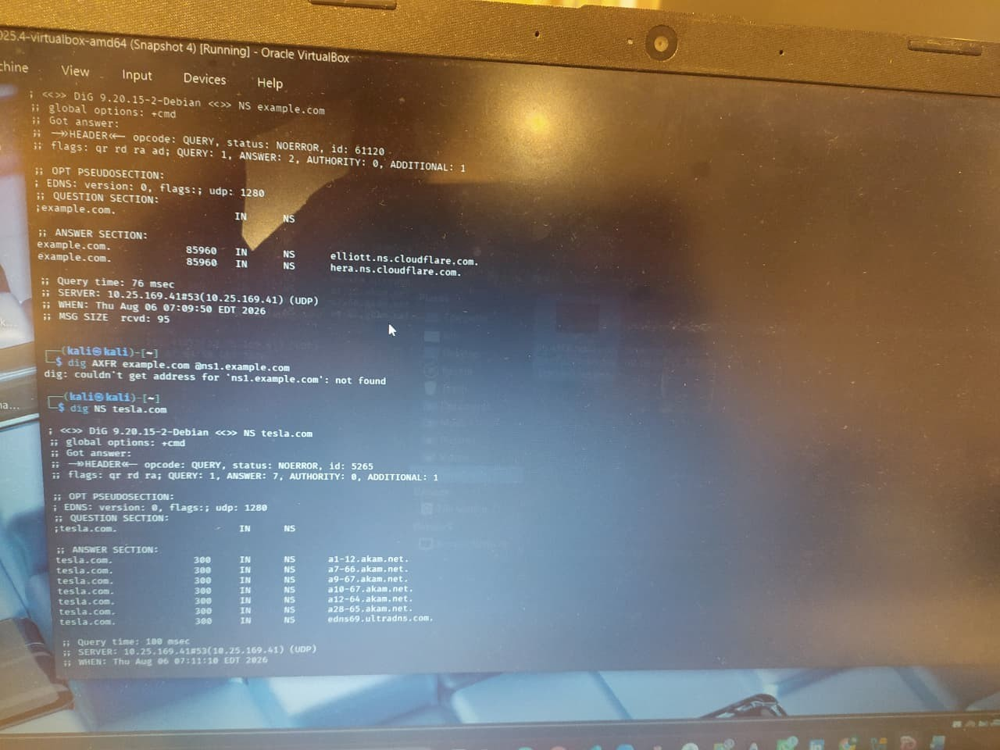 025.4-virtualbox-amd64 (Snapshot 4) [Running] - Oracle VirtualBox
chine View Input Devices Help
; <<>> DiG 9.20.15-2-Debian <<>> NS example.com
;; global options: +cmd
;; Got answer:
;; ->>HEADER<<- opcode: QUERY, status: NOERROR, id: 61120
;; flags: qr rd ra ad; QUERY: 1, ANSWER: 2, AUTHORITY: 0, ADDITIONAL: 1
;; OPT PSEUDOSECTION:
; EDNS: version: 0, flags:; udp: 1280
;; QUESTION SECTION:
;example.com. IN NS
;; ANSWER SECTION:
example.com. 85960 IN NS elliott.ns.cloudflare.com.
example.com. 85960 IN NS hera.ns.cloudflare.com.
;; Query time: 76 msec
;; SERVER: 10.25.169.41#53(10.25.169.41) (UDP)
;; WHEN: Thu Aug 06 07:09:50 EDT 2026
;; MSG SIZE rcvd: 95
┌──(kali㉿kali)-[~]
└─$ dig AXFR example.com @ns1.example.com
dig: couldn't get address for 'ns1.example.com': not found
┌──(kali㉿kali)-[~]
└─$ dig NS tesla.com
; <<>> DiG 9.20.15-2-Debian <<>> NS tesla.com
;; global options: +cmd
;; Got answer:
;; ->>HEADER<<- opcode: QUERY, status: NOERROR, id: 5265
;; flags: qr rd ra; QUERY: 1, ANSWER: 7, AUTHORITY: 0, ADDITIONAL: 1
;; OPT PSEUDOSECTION:
; EDNS: version: 0, flags:; udp: 1280
;; QUESTION SECTION:
;tesla.com. IN NS
;; ANSWER SECTION:
tesla.com. 300 IN NS a1-12.akam.net.
tesla.com. 300 IN NS a7-66.akam.net.
tesla.com. 300 IN NS a9-67.akam.net.
tesla.com. 300 IN NS a10-67.akam.net.
tesla.com. 300 IN NS a12-64.akam.net.
tesla.com. 300 IN NS a28-65.akam.net.
tesla.com. 300 IN NS edns69.ultradns.com.
;; Query time: 100 msec
;; SERVER: 10.25.169.41#53(10.25.169.41) (UDP)
;; WHEN: Thu Aug 06 07:11:10 EDT 2026